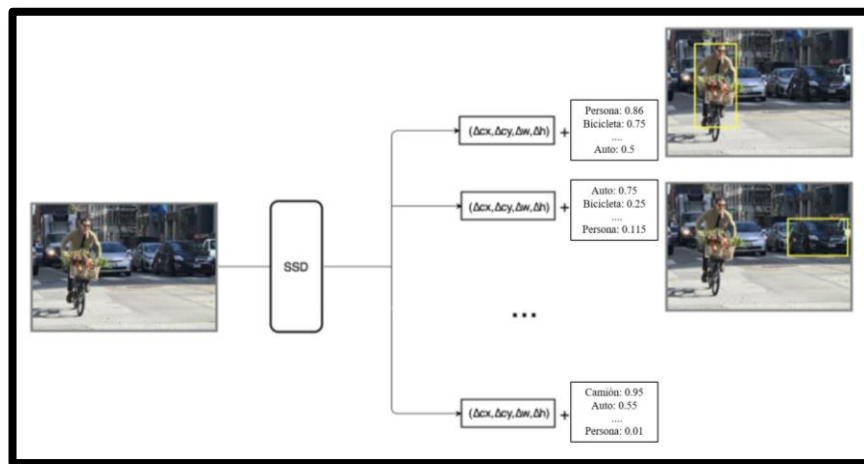 (Δcx,Δcy,Δw,Δh) + Persona: 0.86
Bicicleta: 0.75
....
Auto: 0.5
(Δcx,Δcy,Δw,Δh) + Auto: 0.75
Bicicleta: 0.25
....
Persona: 0.115
SSD
...
(Δcx,Δcy,Δw,Δh) + Camión: 0.95
Auto: 0.55
....
Persona: 0.01